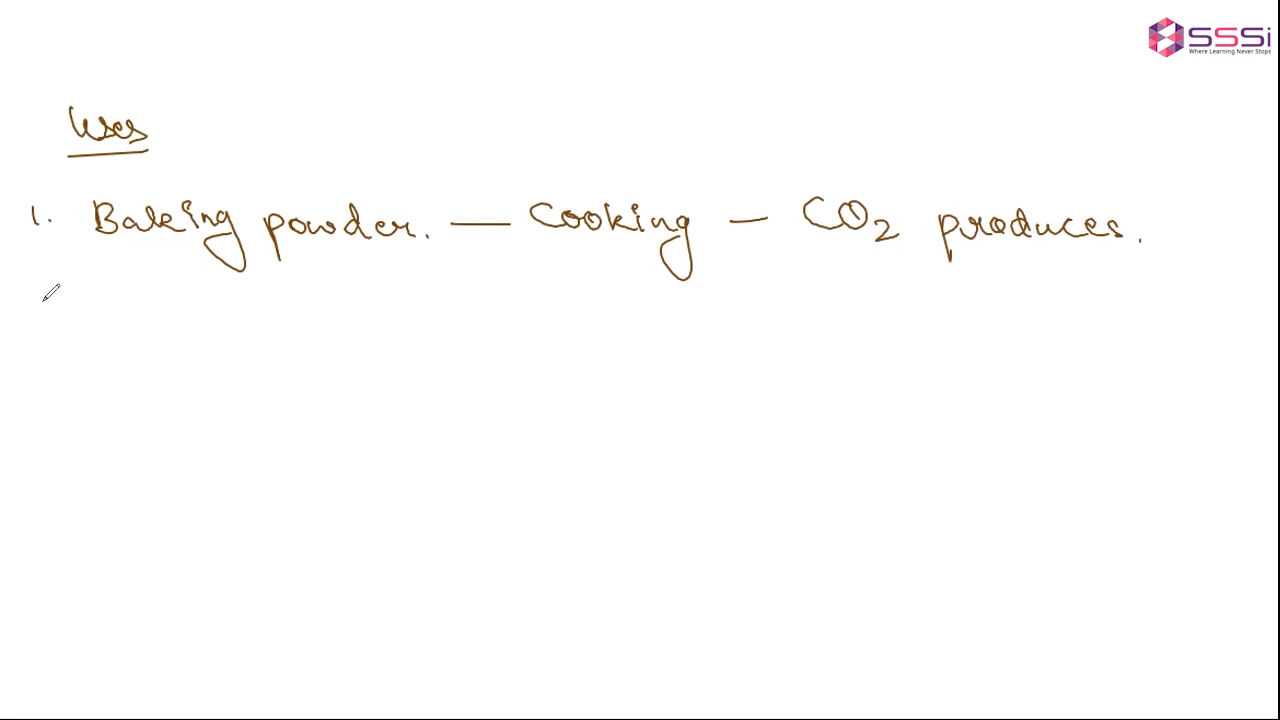 SSSi
Where Learning Never Stops
Uses
1. Baking powder. — Cooking – CO2 produces.